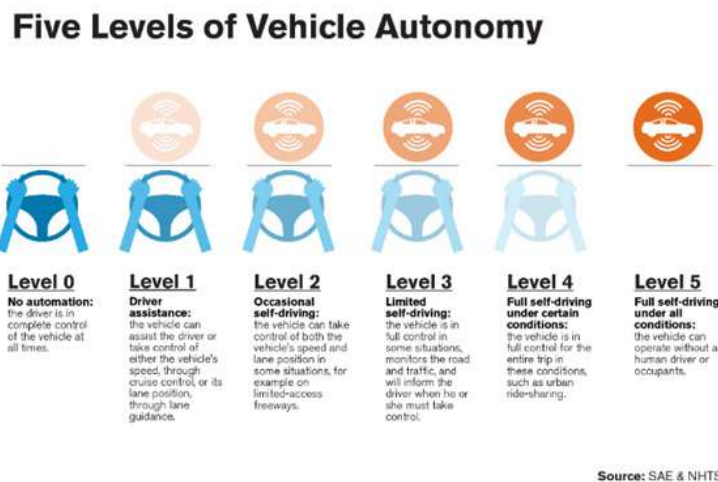 Five Levels of Vehicle Autonomy
Level 0
No automation:
the driver is in
complete control
of the vehicle at
all times.
Level 1
Driver
assistance:
the vehicle can
assist the driver or
take control of
either the vehicle's
speed, through
cruise control, or its
lane position,
through lane
guidance.
Level 2
Occasional
self-driving:
the vehicle can take
control of both the
vehicle's speed and
lane position in
some situations, for
example on
limited-access
freeways.
Level 3
Limited
self-driving:
the vehicle is in
full control in
some situations,
monitors the road
and traffic, and
will inform the
driver when he or
she must take
control.
Level 4
Full self-driving
under certain
conditions:
the vehicle is in
full control for the
entire trip in
these conditions,
such as urban
ride-sharing.
Level 5
Full self-driving
under all
conditions:
the vehicle can
operate without a
human driver or
occupants.
Source: SAE & NHTS